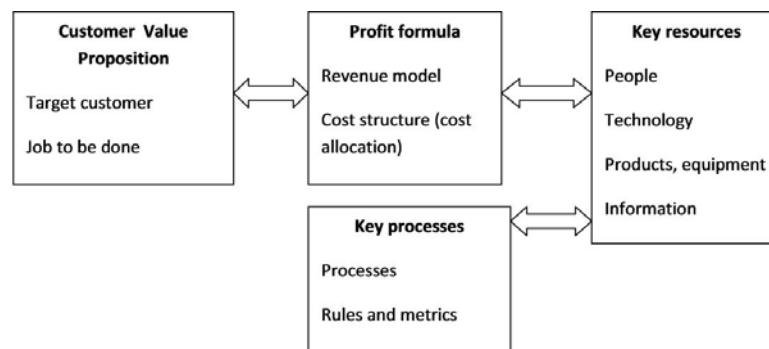 Customer Value
Proposition
Target customer
Job to be done
Profit formula
Revenue model
Cost structure (cost
allocation)
Key resources
People
Technology
Products, equipment
Information
Key processes
Processes
Rules and metrics